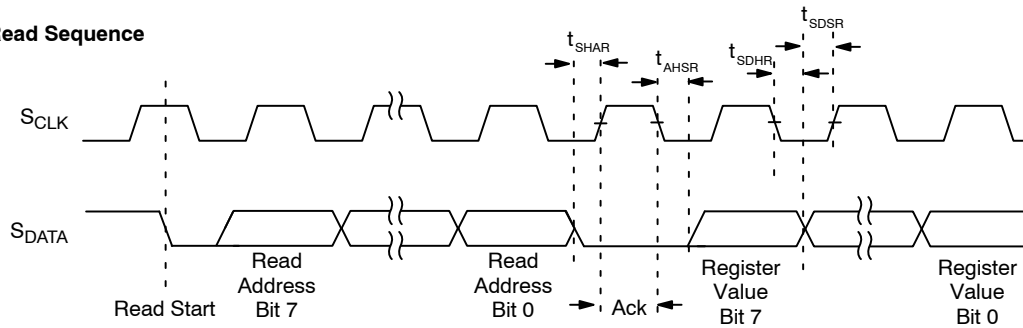 Read Sequence
tSHAR
tAHSR
tSDHR
tSDSR
SCLK
SDATA
Read Start
Read
Address
Bit 7
Read
Address
Bit 0
Ack
Register
Value
Bit 7
Register
Value
Bit 0